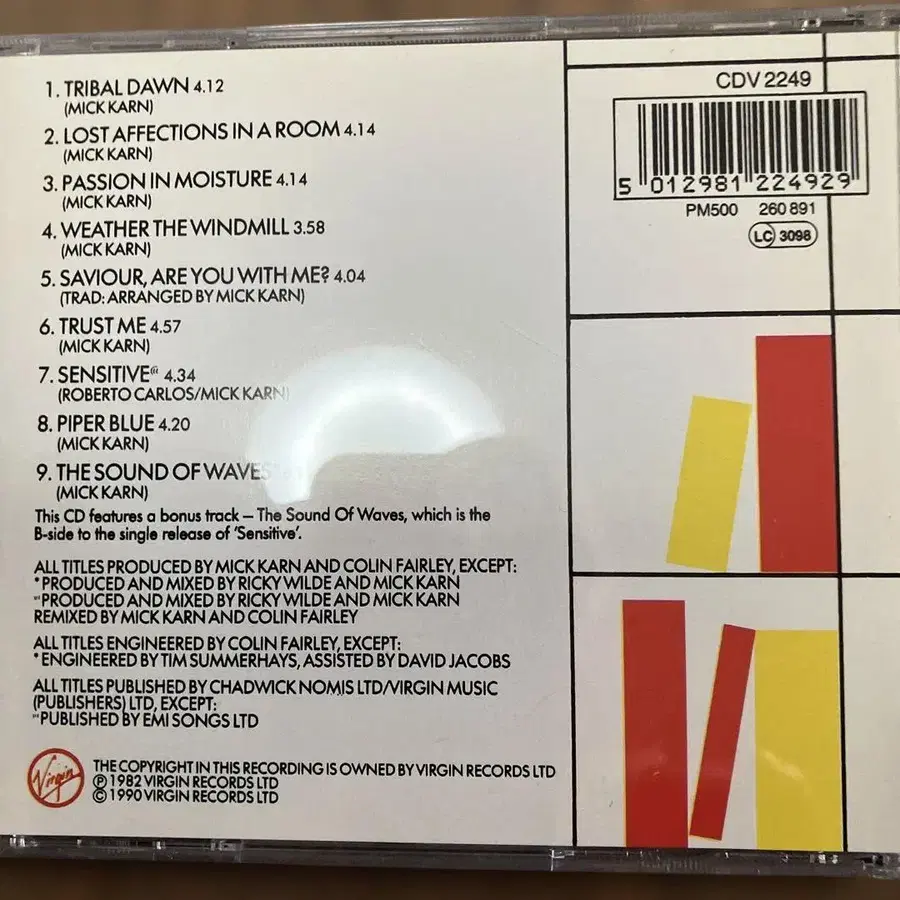 1. TRIBAL DAWN 4.12
(MICK KARN)
2. LOST AFFECTIONS IN A ROOM 4.14
(MICK KARN)
3. PASSION IN MOISTURE 4.14
(MICK KARN)
4. WEATHER THE WINDMILL 3.58
(MICK KARN)
5. SAVIOUR, ARE YOU WITH ME? 4.04
(TRAD: ARRANGED BY MICK KARN)
6. TRUST ME 4.57
(MICK KARN)
7. SENSITIVE 4.34
(ROBERTO CARLOS/MICK KARN)
8. PIPER BLUE 4.20
(MICK KARN)
9. THE SOUND OF WAVES
(MICK KARN)
This CD features a bonus track – The Sound Of Waves, which is the
B-side to the single release of 'Sensitive'.
ALL TITLES PRODUCED BY MICK KARN AND COLIN FAIRLEY, EXCEPT:
*PRODUCED AND MIXED BY RICKY WILDE AND MICK KARN
PRODUCED AND MIXED BY RICKY WILDE AND MICK KARN
REMIXED BY MICK KARN AND COLIN FAIRLEY
ALL TITLES ENGINEERED BY COLIN FAIRLEY, EXCEPT:
*ENGINEERED BY TIM SUMMERHAYS, ASSISTED BY DAVID JACOBS
ALL TITLES PUBLISHED BY CHADWICK NOMIS LTD/VIRGIN MUSIC
(PUBLISHERS) LTD, EXCEPT:
PUBLISHED BY EMI SONGS LTD
Virgin
THE COPYRIGHT IN THIS RECORDING IS OWNED BY VIRGIN RECORDS LTD
℗ 1982 VIRGIN RECORDS LTD
© 1990 VIRGIN RECORDS LTD
CDV 2249
5 012981 224929
PM500 260 891
LC 3098